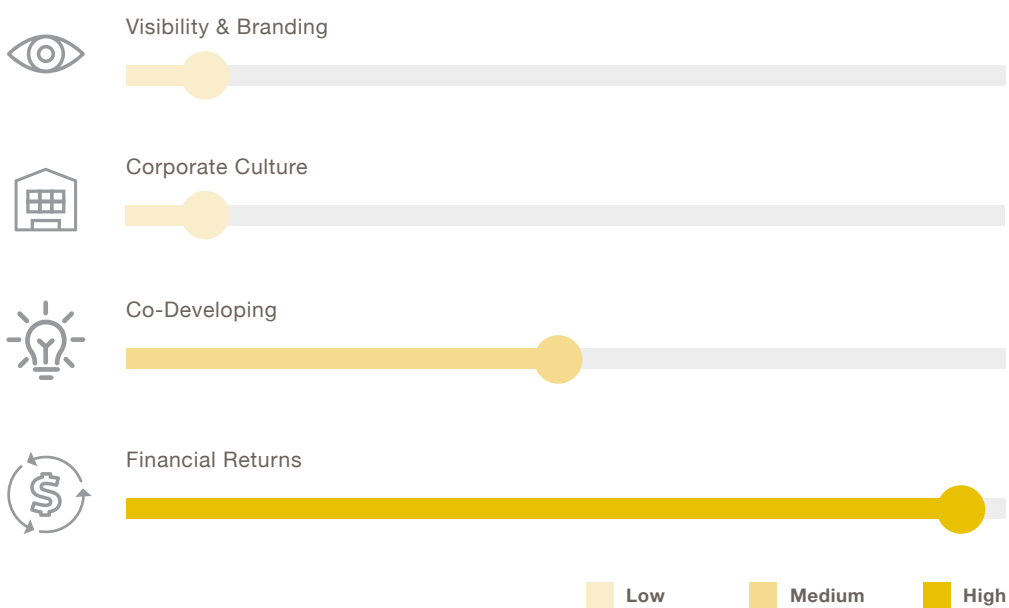 Visibility & Branding
Corporate Culture
Co-Developing
Financial Returns
$
Low Medium High